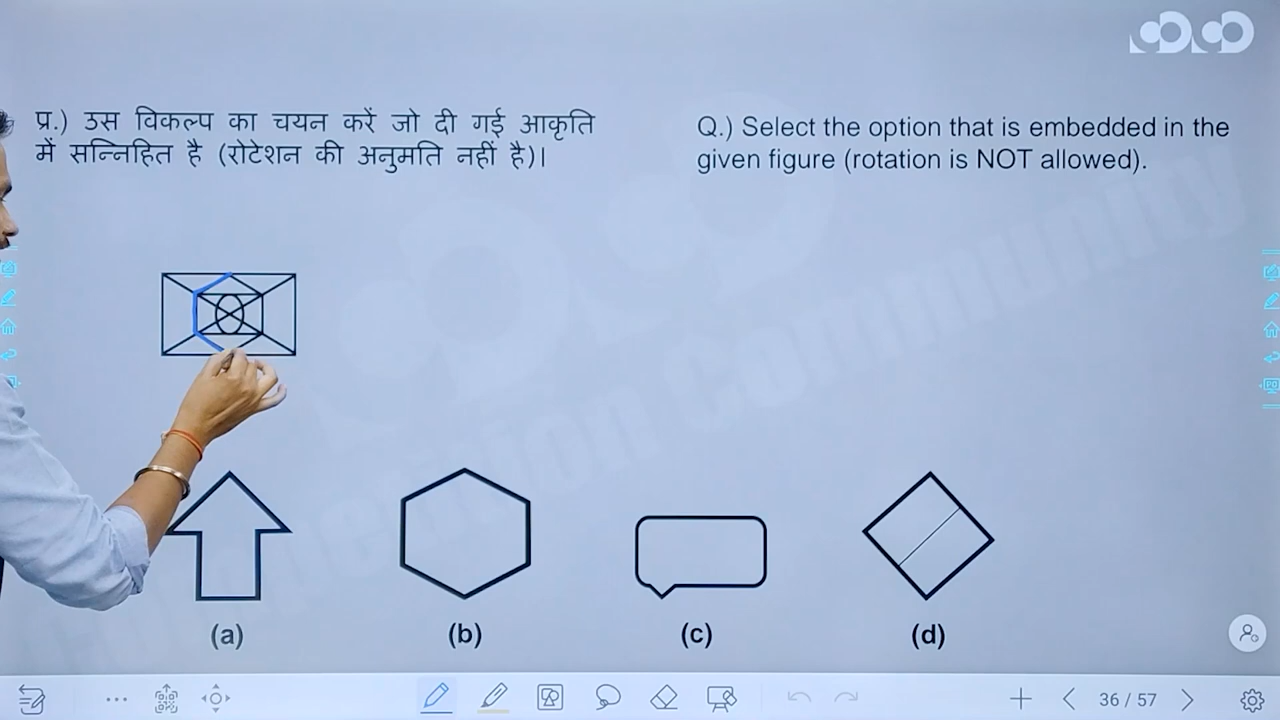 प्र.) उस विकल्प का चयन करें जो दी गई आकृति
में सन्निहित है (रोटेशन की अनुमति नहीं है)।
Q.) Select the option that is embedded in the
given figure (rotation is NOT allowed).
(a)
(b)
(c)
(d)
36 / 57